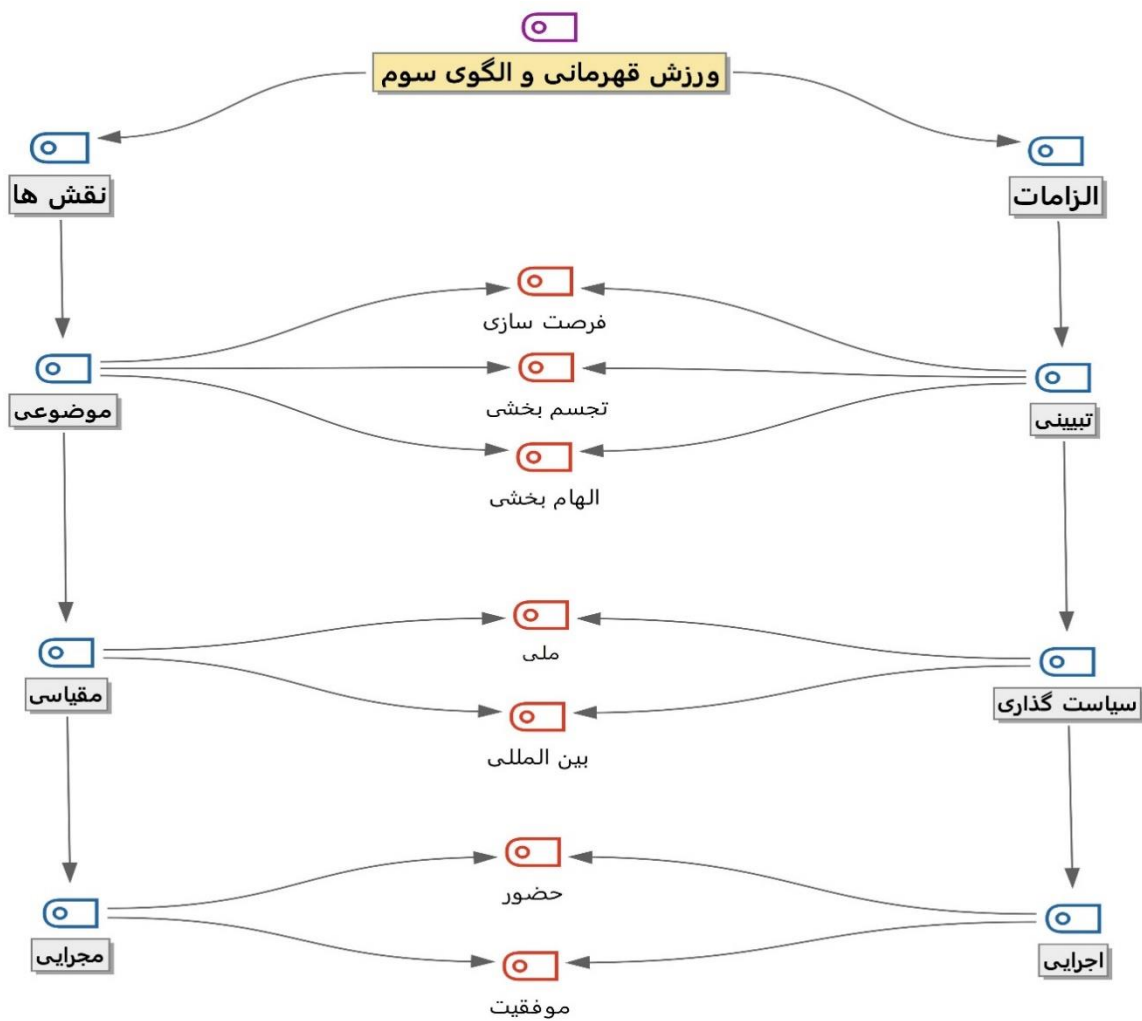 ورزش قهرمانی و الگوی سوم
الزامات
نقش ها
فرصت سازی
تجسم بخشی
الهام بخشی
تبیینی
موضوعی
ملی
بین المللی
سیاست گذاری
مقیاسی
حضور
موفقیت
اجرایی
مجرایی